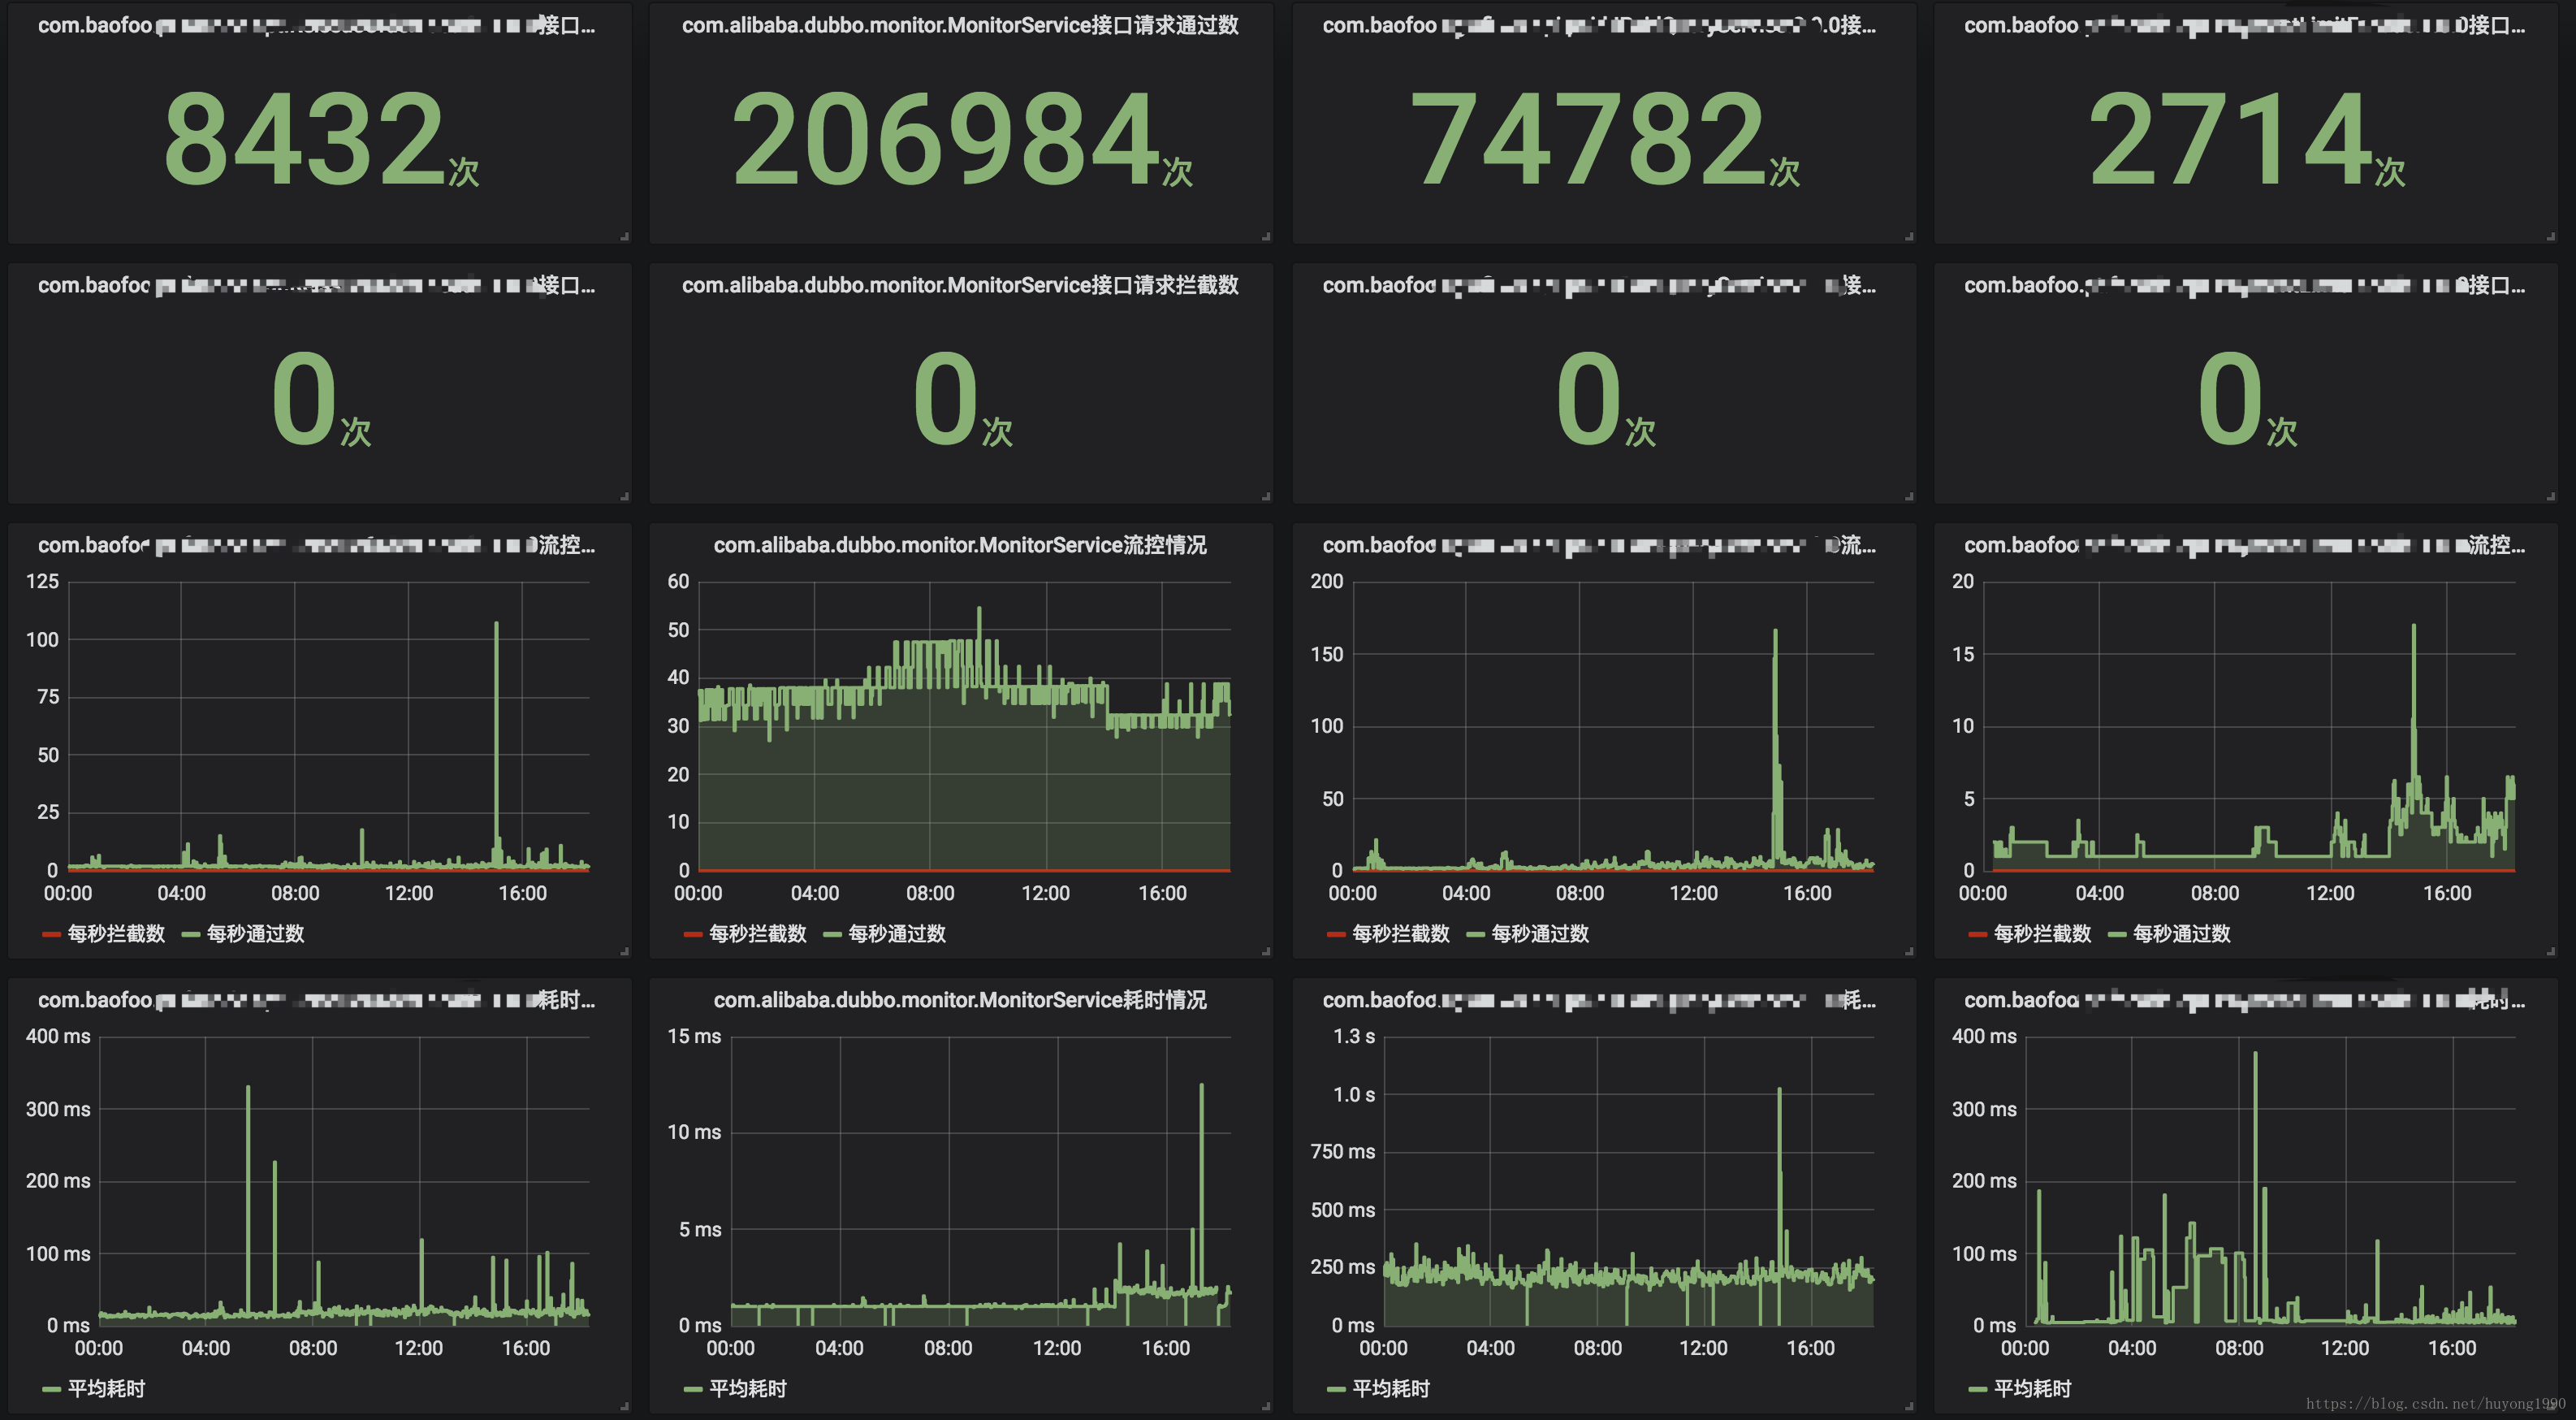 com.baofoo 接口...
8432次
com.alibaba.dubbo.monitor.MonitorService接口请求通过数
206984次
com.baofoo .0接...
74782次
com.baofoo 0接口...
2714次
com.baofoo 接口...
0次
com.alibaba.dubbo.monitor.MonitorService接口请求拦截数
0次
com.baofoo 接...
0次
com.baofoo. 接口...
0次
com.baofoo 流控...
125
100
75
50
25
0
00:00 04:00 08:00 12:00 16:00
每秒拦截数 每秒通过数
com.alibaba.dubbo.monitor.MonitorService流控情况
60
50
40
30
20
10
0
00:00 04:00 08:00 12:00 16:00
每秒拦截数 每秒通过数
com.baofoo 流...
200
150
100
50
0
00:00 04:00 08:00 12:00 16:00
每秒拦截数 每秒通过数
com.baofoo 流控...
20
15
10
5
0
00:00 04:00 08:00 12:00 16:00
每秒拦截数 每秒通过数
com.baofoo. 耗时...
400 ms
300 ms
200 ms
100 ms
0 ms
00:00 04:00 08:00 12:00 16:00
平均耗时
com.alibaba.dubbo.monitor.MonitorService耗时情况
15 ms
10 ms
5 ms
0 ms
00:00 04:00 08:00 12:00 16:00
平均耗时
com.baofoo 耗...
1.3 s
1.0 s
750 ms
500 ms
250 ms
0 ms
00:00 04:00 08:00 12:00 16:00
平均耗时
com.baofoo 耗时...
400 ms
300 ms
200 ms
100 ms
0 ms
00:00 04:00 08:00 12:00 16:00
平均耗时
https://blog.csdn.net/huyong1990